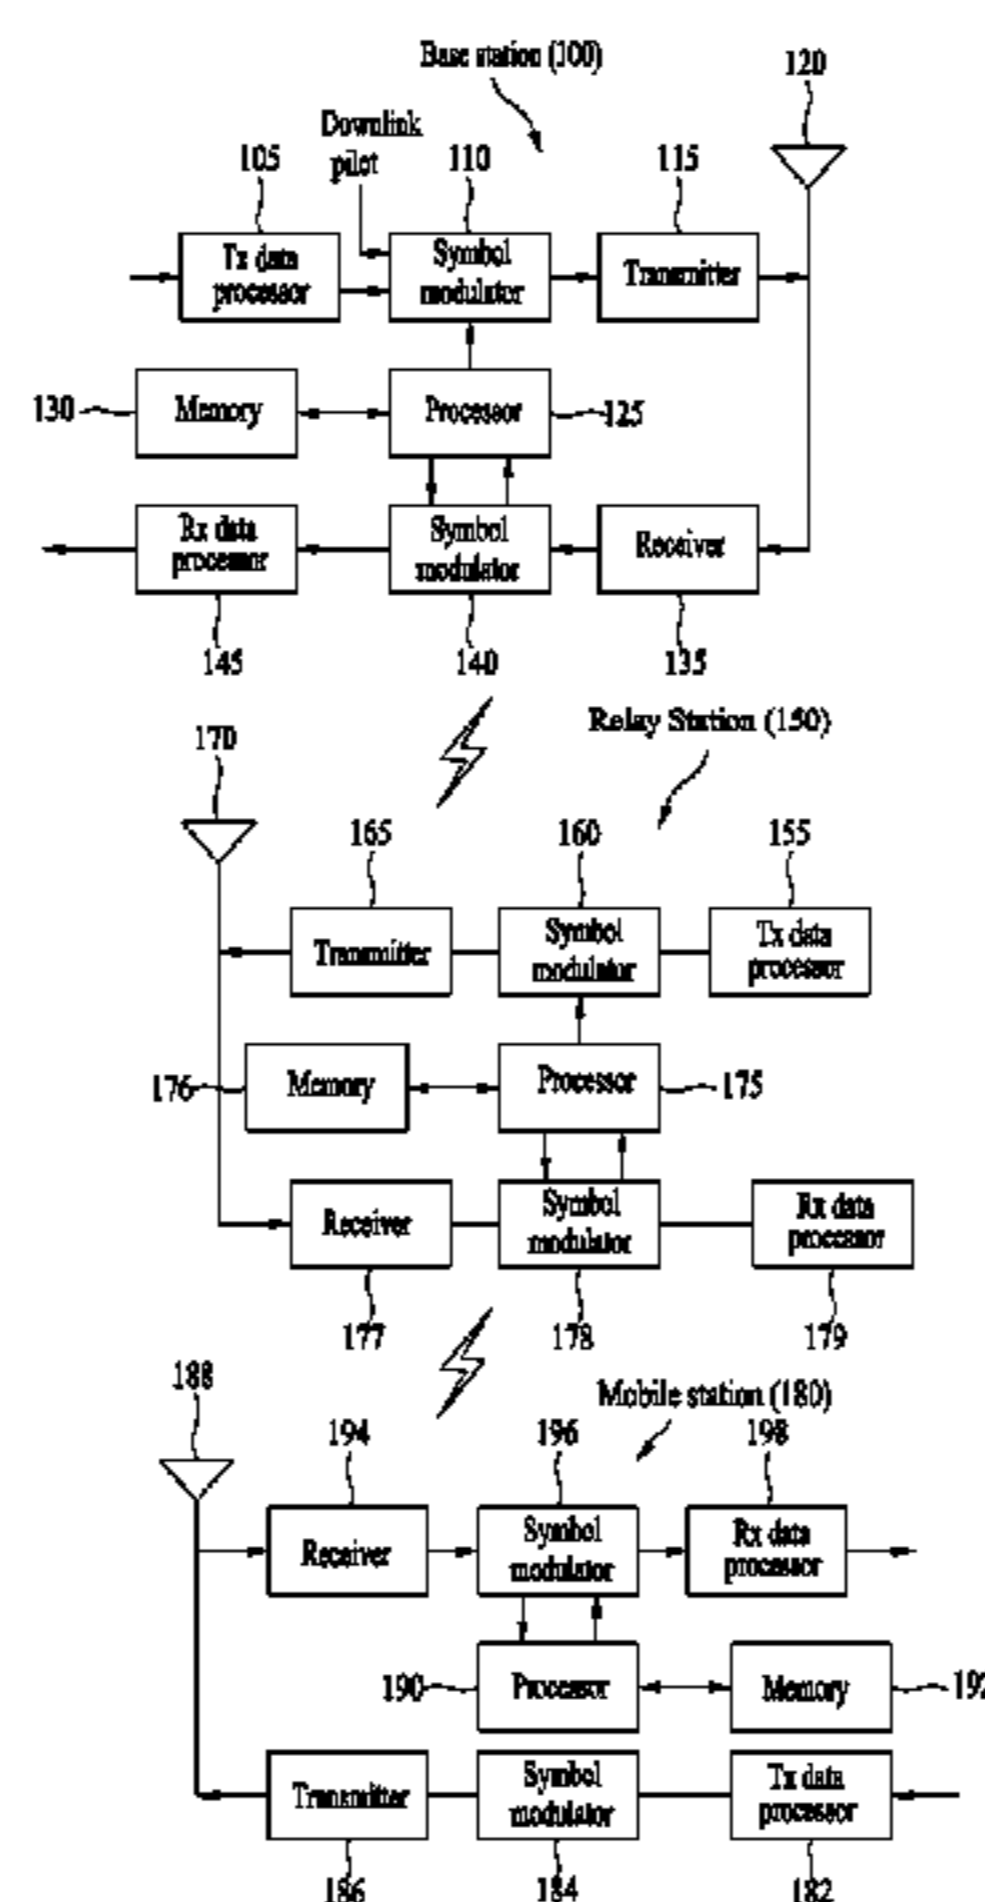 Base station (100)
120
Downlink
pilot
105
110
115
Tx data
processor
Symbol
modulator
Transmitter
130
Memory
Processor
125
Rx data
processor
Symbol
modulator
Receiver
145
140
135
170
Relay Station (150)
165
160
155
Transmitter
Symbol
modulator
Tx data
processor
176
Memory
Processor
175
Receiver
Symbol
modulator
Rx data
processor
177
178
179
188
Mobile station (180)
194
196
198
Receiver
Symbol
modulator
Rx data
processor
190
Processor
Memory
192
Transmitter
Symbol
modulator
Tx data
processor
186
184
182